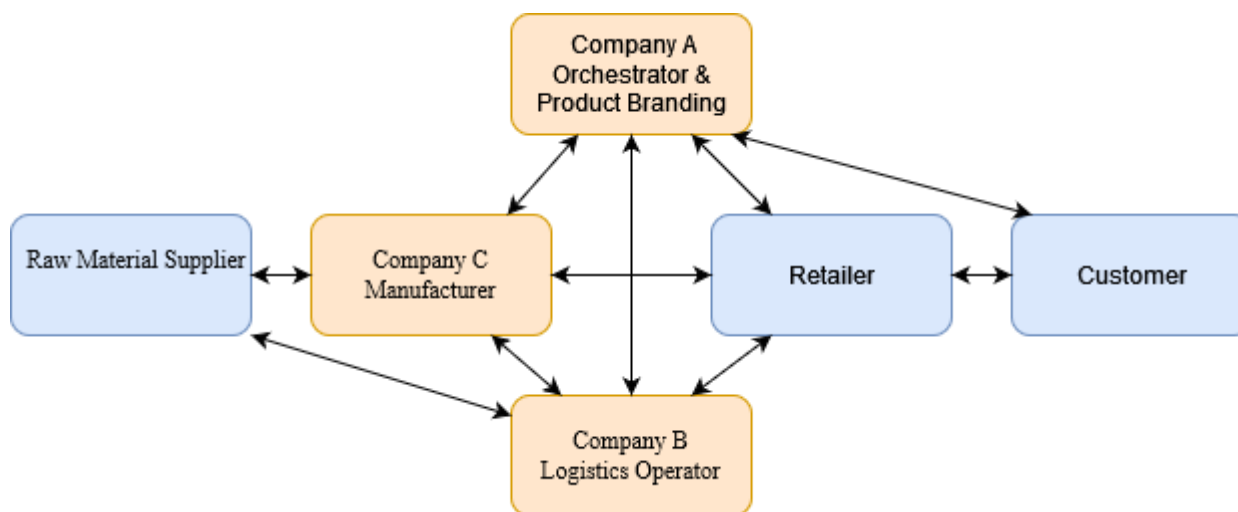 Company A
Orchestrator &
Product Branding
Raw Material Supplier
Company C
Manufacturer
Retailer
Customer
Company B
Logistics Operator